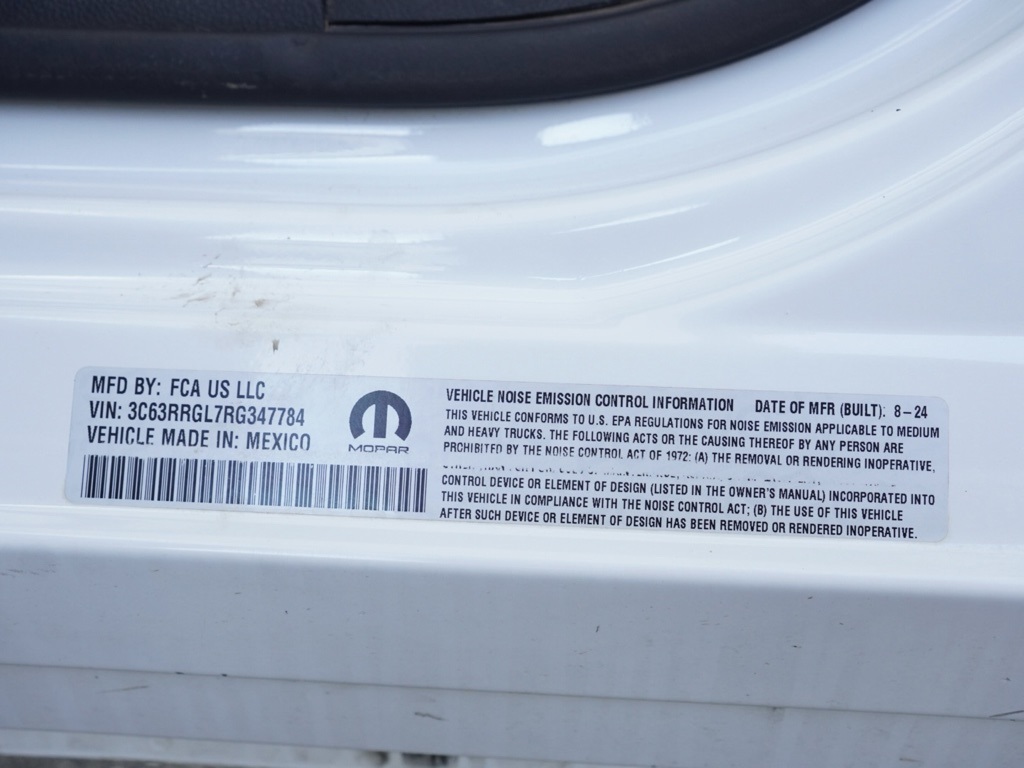 MFD BY: FCA US LLC
VIN: 3C63RRGL7RG347784
VEHICLE MADE IN: MEXICO
MOPAR
VEHICLE NOISE EMISSION CONTROL INFORMATION DATE OF MFR (BUILT): 8-24
THIS VEHICLE CONFORMS TO U.S. EPA REGULATIONS FOR NOISE EMISSION APPLICABLE TO MEDIUM
AND HEAVY TRUCKS. THE FOLLOWING ACTS OR THE CAUSING THEREOF BY ANY PERSON ARE
PROHIBITED BY THE NOISE CONTROL ACT OF 1972: (A) THE REMOVAL OR RENDERING INOPERATIVE,
CONTROL DEVICE OR ELEMENT OF DESIGN (LISTED IN THE OWNER'S MANUAL) INCORPORATED INTO
THIS VEHICLE IN COMPLIANCE WITH THE NOISE CONTROL ACT; (B) THE USE OF THIS VEHICLE
AFTER SUCH DEVICE OR ELEMENT OF DESIGN HAS BEEN REMOVED OR RENDERED INOPERATIVE.